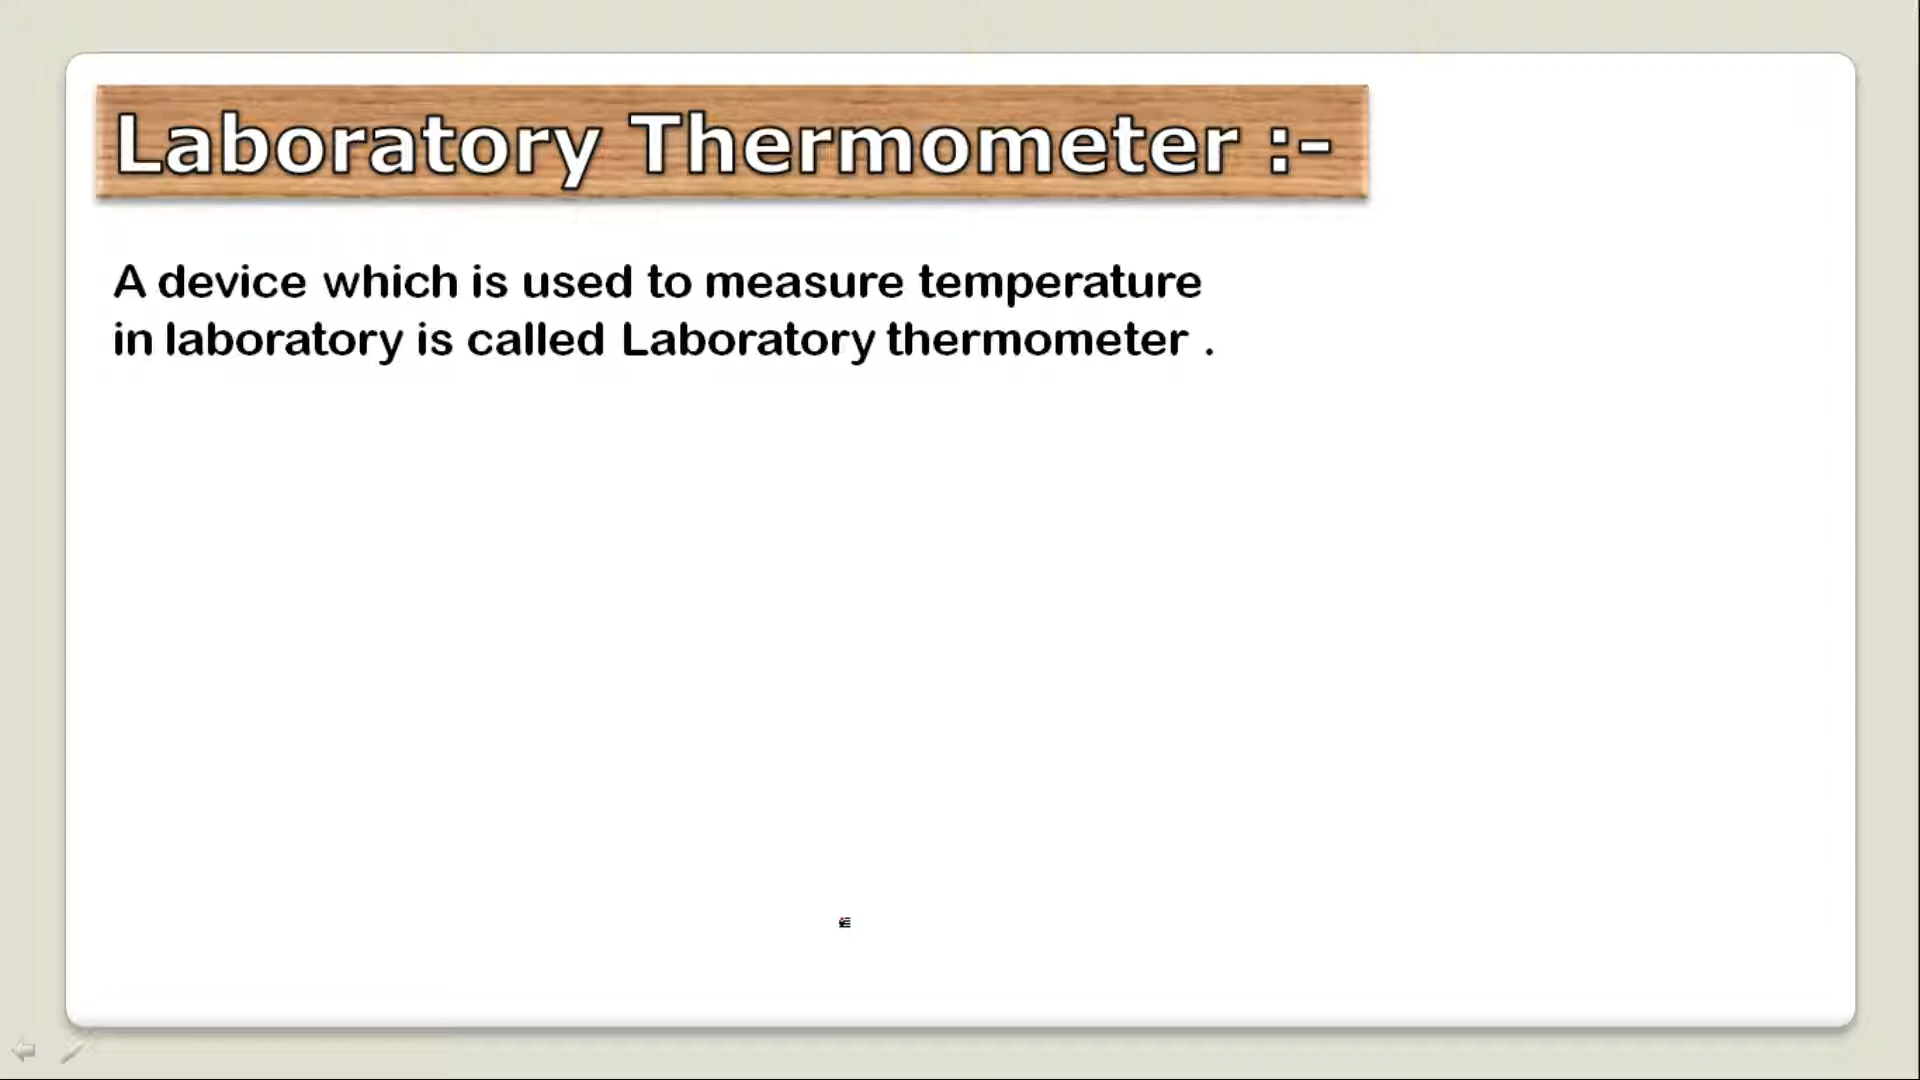 Laboratory Thermometer :-
A device which is used to measure temperature
in laboratory is called Laboratory thermometer .